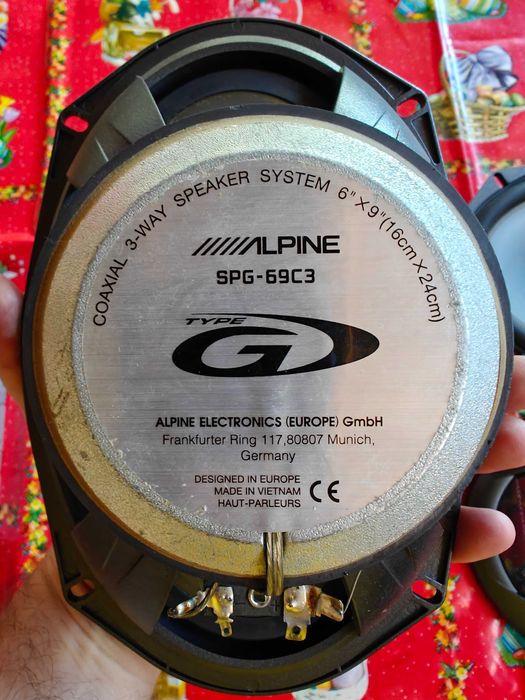 COAXIAL 3-WAY SPEAKER SYSTEM 6"X9"(16cm X 24cm)
ALPINE
SPG-69C3
TYPE
G
ALPINE ELECTRONICS (EUROPE) GmbH
Frankfurter Ring 117,80807 Munich,
Germany
DESIGNED IN EUROPE
MADE IN VIETNAM
HAUT-PARLEURS
CE